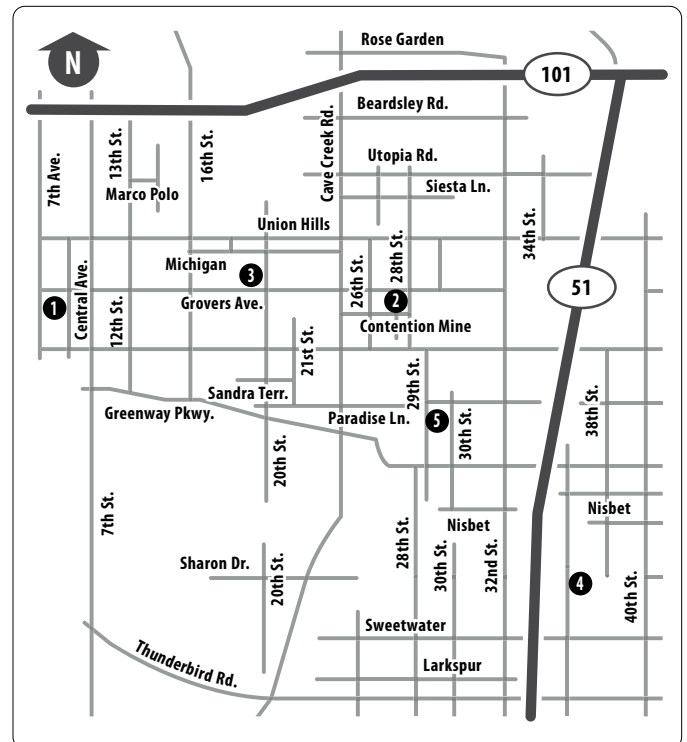 N
Rose Garden
101
Beardsley Rd.
7th Ave.
13th St.
16th St.
Cave Creek Rd.
Utopia Rd.
Siesta Ln.
Marco Polo
34th St.
Union Hills
Michigan
3
28th St.
26th St.
2
51
1
Central Ave.
12th St.
Grovers Ave.
Contention Mine
21st St.
29th St.
38th St.
Sandra Terr.
Greenway Pkwy.
Paradise Ln.
5
30th St.
20th St.
7th St.
Nisbet
Nisbet
28th St.
30th St.
32nd St.
Sharon Dr.
20th St.
4
40th St.
Sweetwater
Thunderbird Rd.
Larkspur